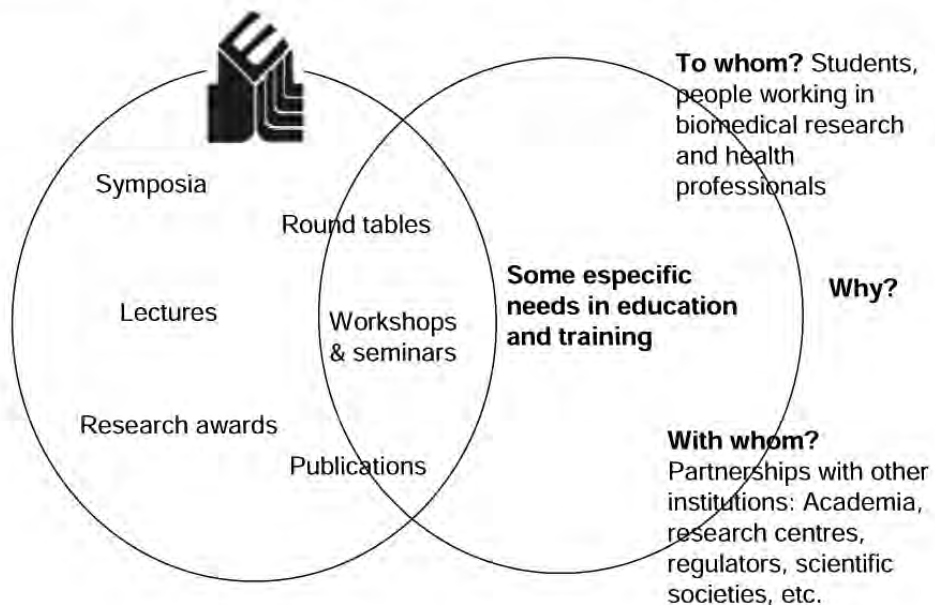 To whom? Students,
people working in
biomedical research
and health
professionals
Symposia
Round tables
Lectures
Workshops
& seminars
Some especific
needs in education
and training
Why?
Research awards
Publications
With whom?
Partnerships with other
institutions: Academia,
research centres,
regulators, scientific
societies, etc.